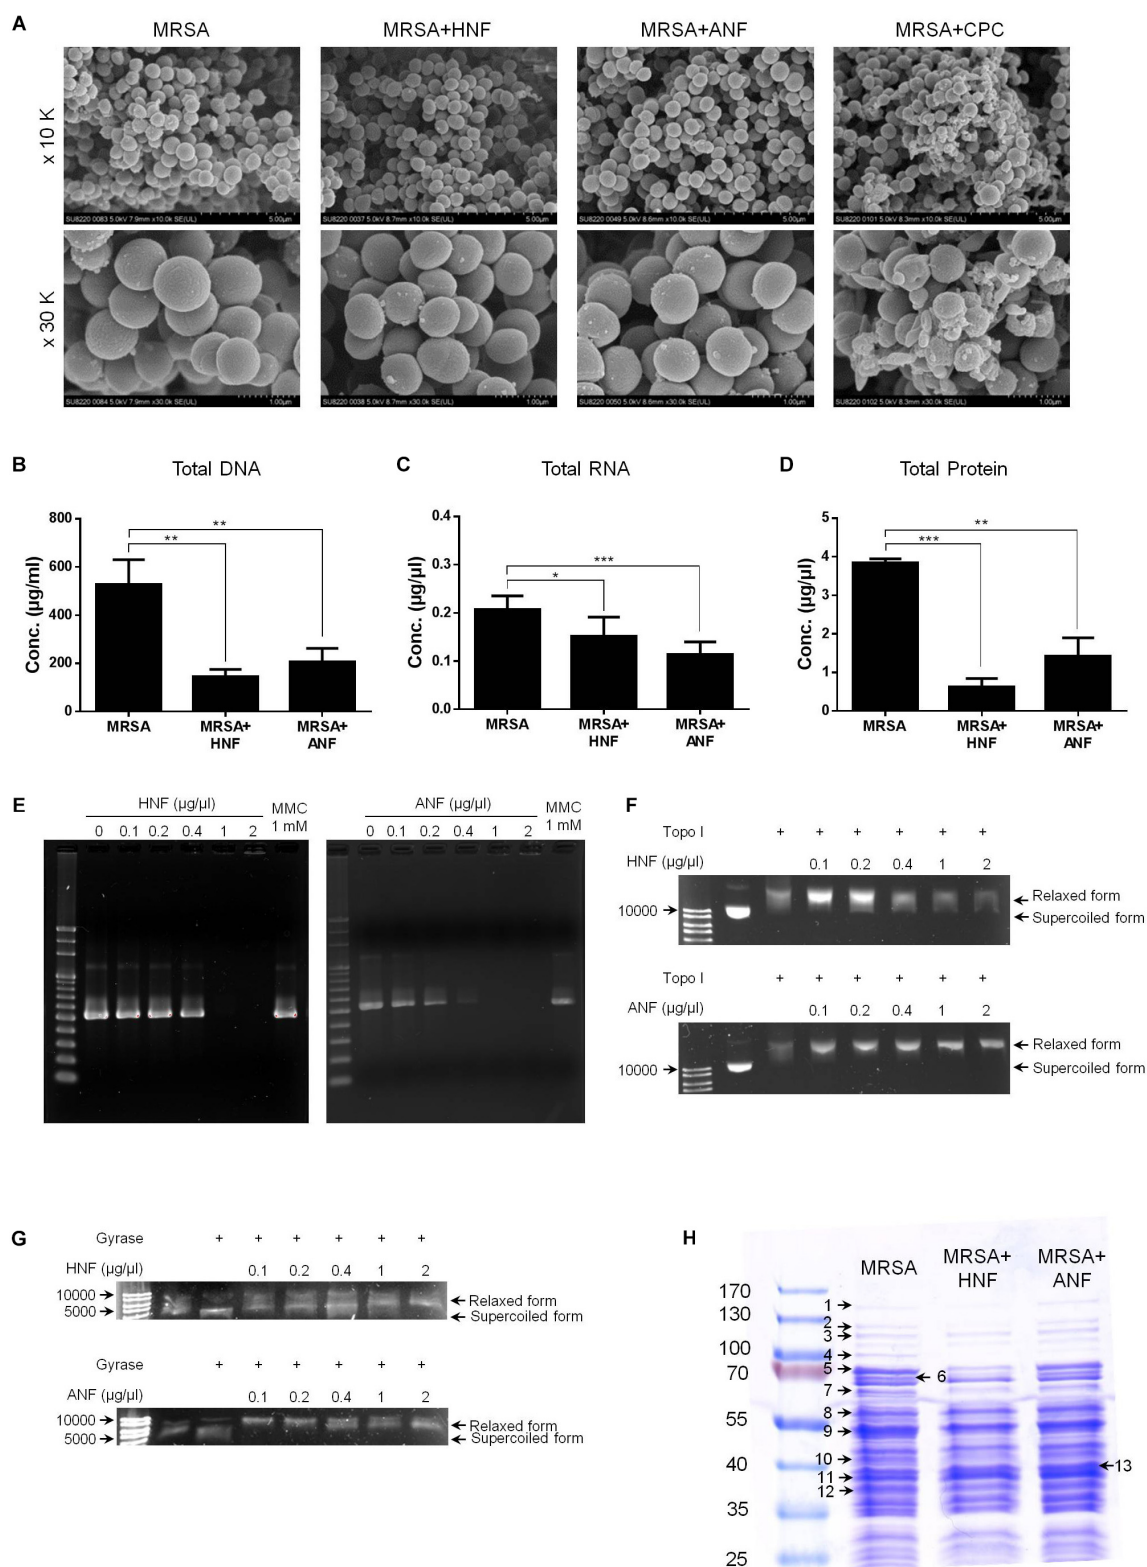 A
MRSA MRSA+HNF MRSA+ANF MRSA+CPC
x 10 K
SU8220 0083 5.0kV 7.9mm x10.0k SE(UL) 5.00µm
SU8220 0037 5.0kV 8.7mm x10.0k SE(UL) 5.00µm
SU8220 0049 5.0kV 8.6mm x10.0k SE(UL) 5.00µm
SU8220 0101 5.0kV 8.3mm x10.0k SE(UL) 5.00µm
x 30 K
SU8220 0084 5.0kV 7.9mm x30.0k SE(UL) 1.00µm
SU8220 0038 5.0kV 8.7mm x30.0k SE(UL) 1.00µm
SU8220 0050 5.0kV 8.6mm x30.0k SE(UL) 1.00µm
SU8220 0102 5.0kV 8.3mm x30.0k SE(UL) 1.00µm
B Total DNA
Conc. (µg/ml)
800
600
400
200
0
**
**
MRSA MRSA+ HNF MRSA+ ANF
C Total RNA
Conc. (µg/µl)
0.4
0.3
0.2
0.1
0.0
***
*
MRSA MRSA+ HNF MRSA+ ANF
D Total Protein
Conc. (µg/µl)
5
4
3
2
1
0
**
***
MRSA MRSA+ HNF MRSA+ ANF
E
HNF (µg/µl) MMC
0 0.1 0.2 0.4 1 2 1 mM
ANF (µg/µl) MMC
0 0.1 0.2 0.4 1 2 1 mM
F
Topo I + + + + + +
HNF (µg/µl) 0.1 0.2 0.4 1 2
10000
Relaxed form
Supercoiled form
Topo I + + + + + +
ANF (µg/µl) 0.1 0.2 0.4 1 2
10000
Relaxed form
Supercoiled form
G
Gyrase + + + + + +
HNF (µg/µl) 0.1 0.2 0.4 1 2
10000
5000
Relaxed form
Supercoiled form
Gyrase + + + + + +
ANF (µg/µl) 0.1 0.2 0.4 1 2
10000
5000
Relaxed form
Supercoiled form
H
MRSA MRSA+ HNF MRSA+ ANF
170
130
100
70
55
40
35
25
1
2
3
4
5
6
7
8
9
10
11
12
13